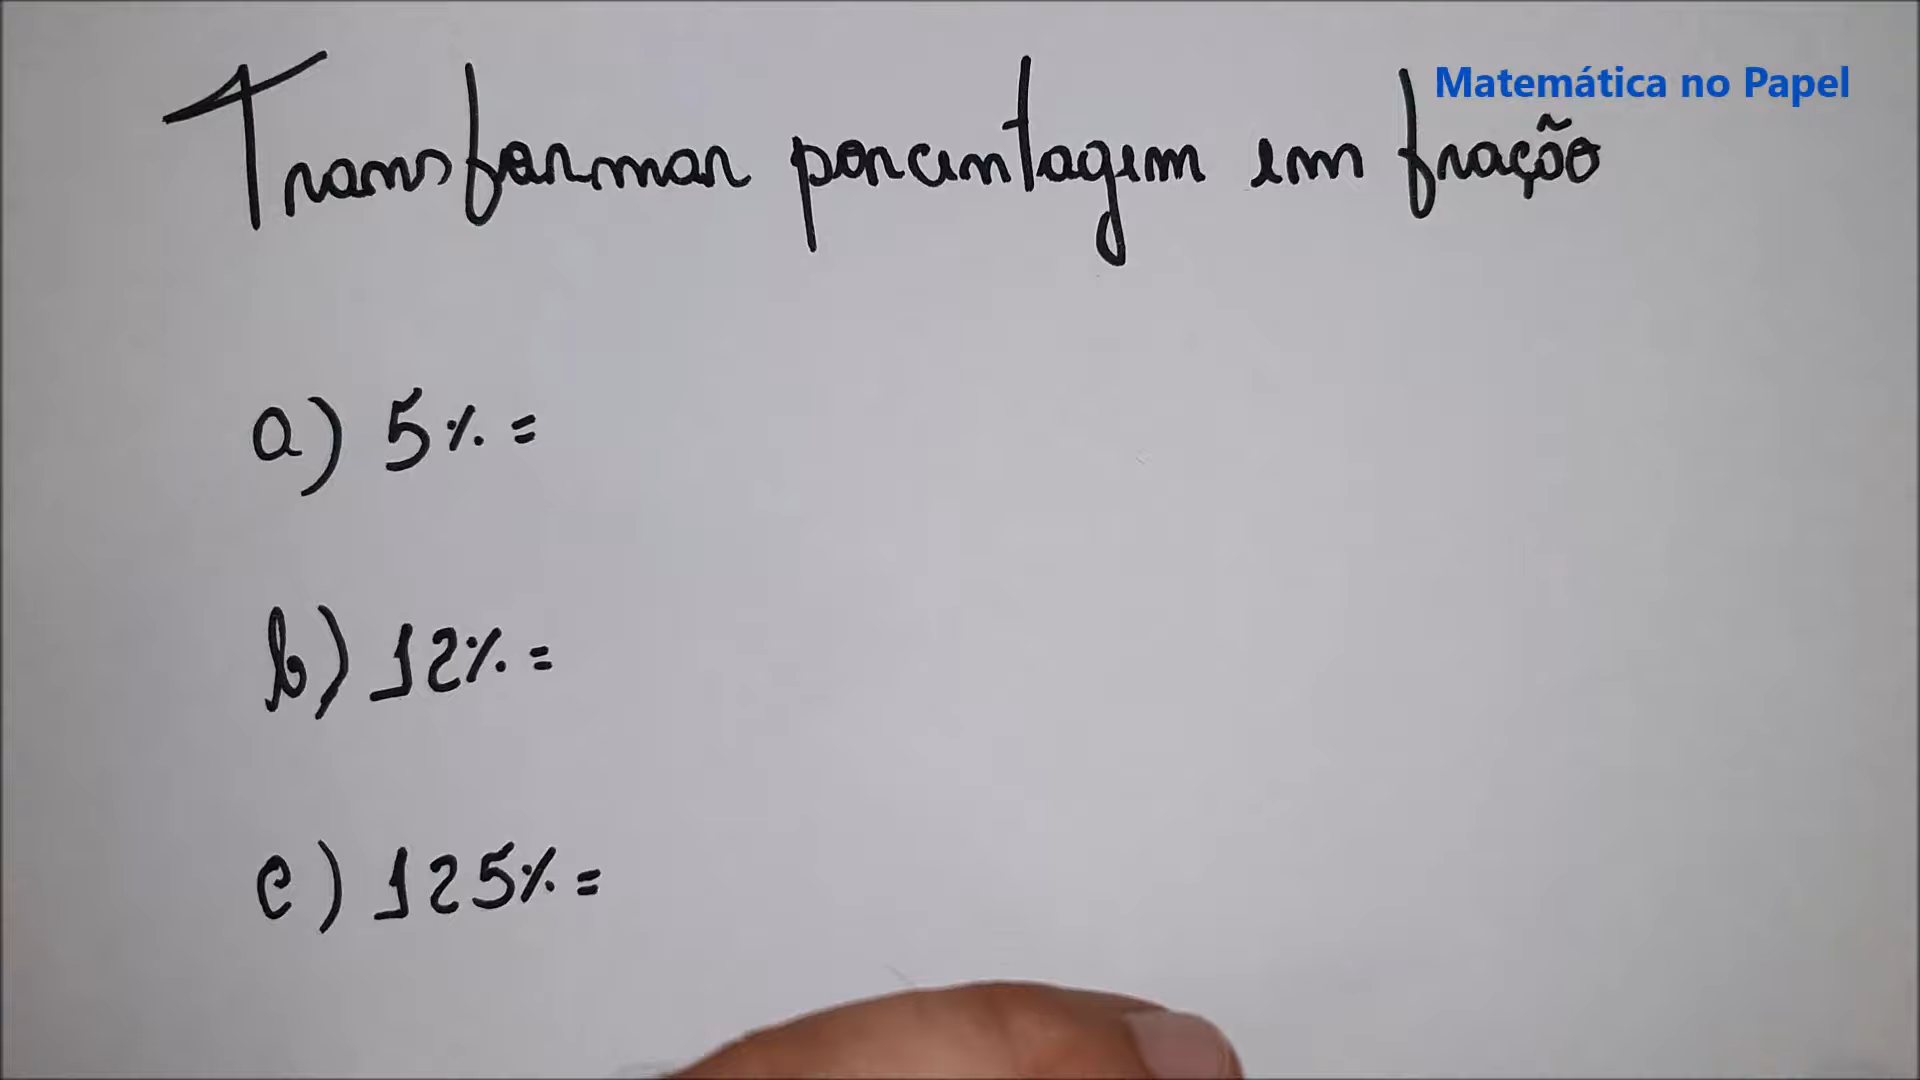 Matemática no Papel
Transformar porcentagem em fração
a) 5% =
b) 12% =
c) 125% =